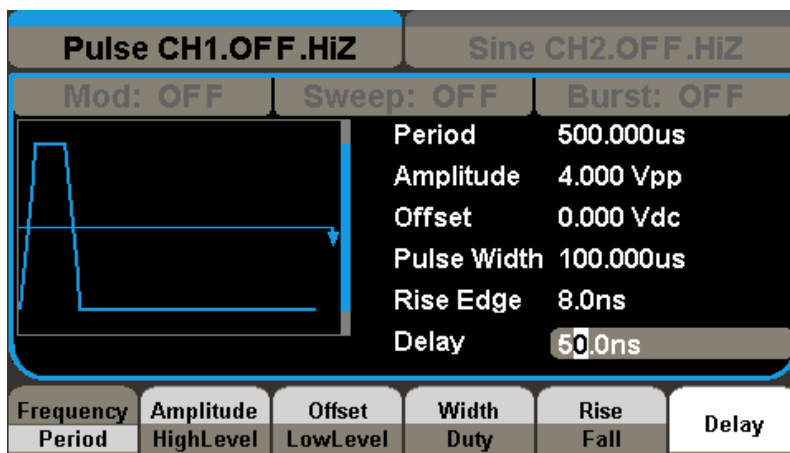 Pulse CH1.OFF.HiZ Sine CH2.OFF.HiZ
Mod: OFF Sweep: OFF Burst: OFF
Period 500.000us
Amplitude 4.000 Vpp
Offset 0.000 Vdc
Pulse Width 100.000us
Rise Edge 8.0ns
Delay 50.0ns
Frequency Amplitude Offset Width Rise Delay
Period HighLevel LowLevel Duty Fall